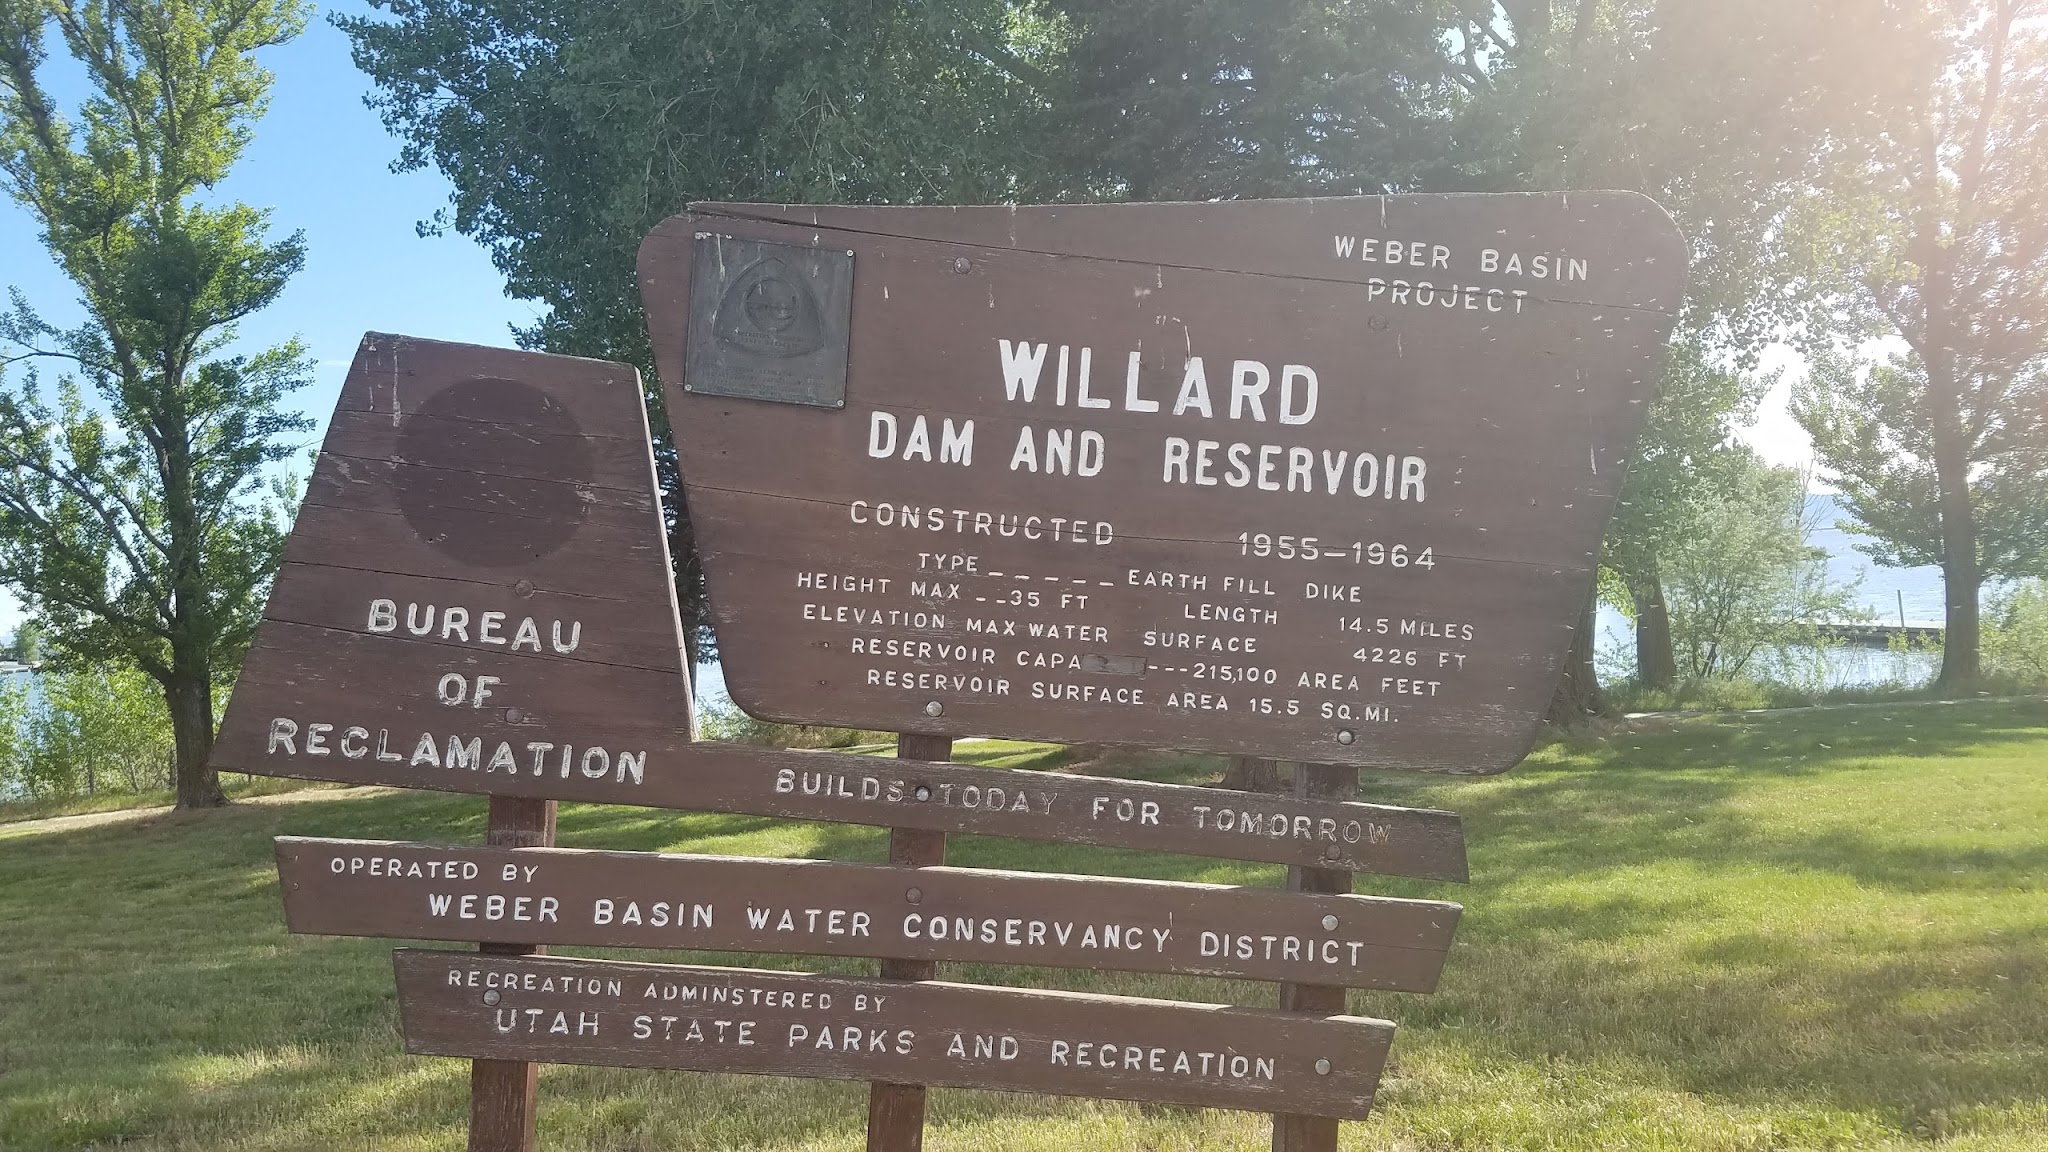 WEBER BASIN
PROJECT
WILLARD
DAM AND RESERVOIR
CONSTRUCTED 1955-1964
TYPE _ _ _ _ _ EARTH FILL DIKE
HEIGHT MAX _ _ 35 FT LENGTH 14.5 MILES
ELEVATION MAX WATER SURFACE 4226 FT
RESERVOIR CAPA --- 215,100 AREA FEET
RESERVOIR SURFACE AREA 15.5 SQ.MI.
BUREAU
OF
RECLAMATION
BUILDS TODAY FOR TOMORROW
OPERATED BY
WEBER BASIN WATER CONSERVANCY DISTRICT
RECREATION ADMINSTERED BY
UTAH STATE PARKS AND RECREATION